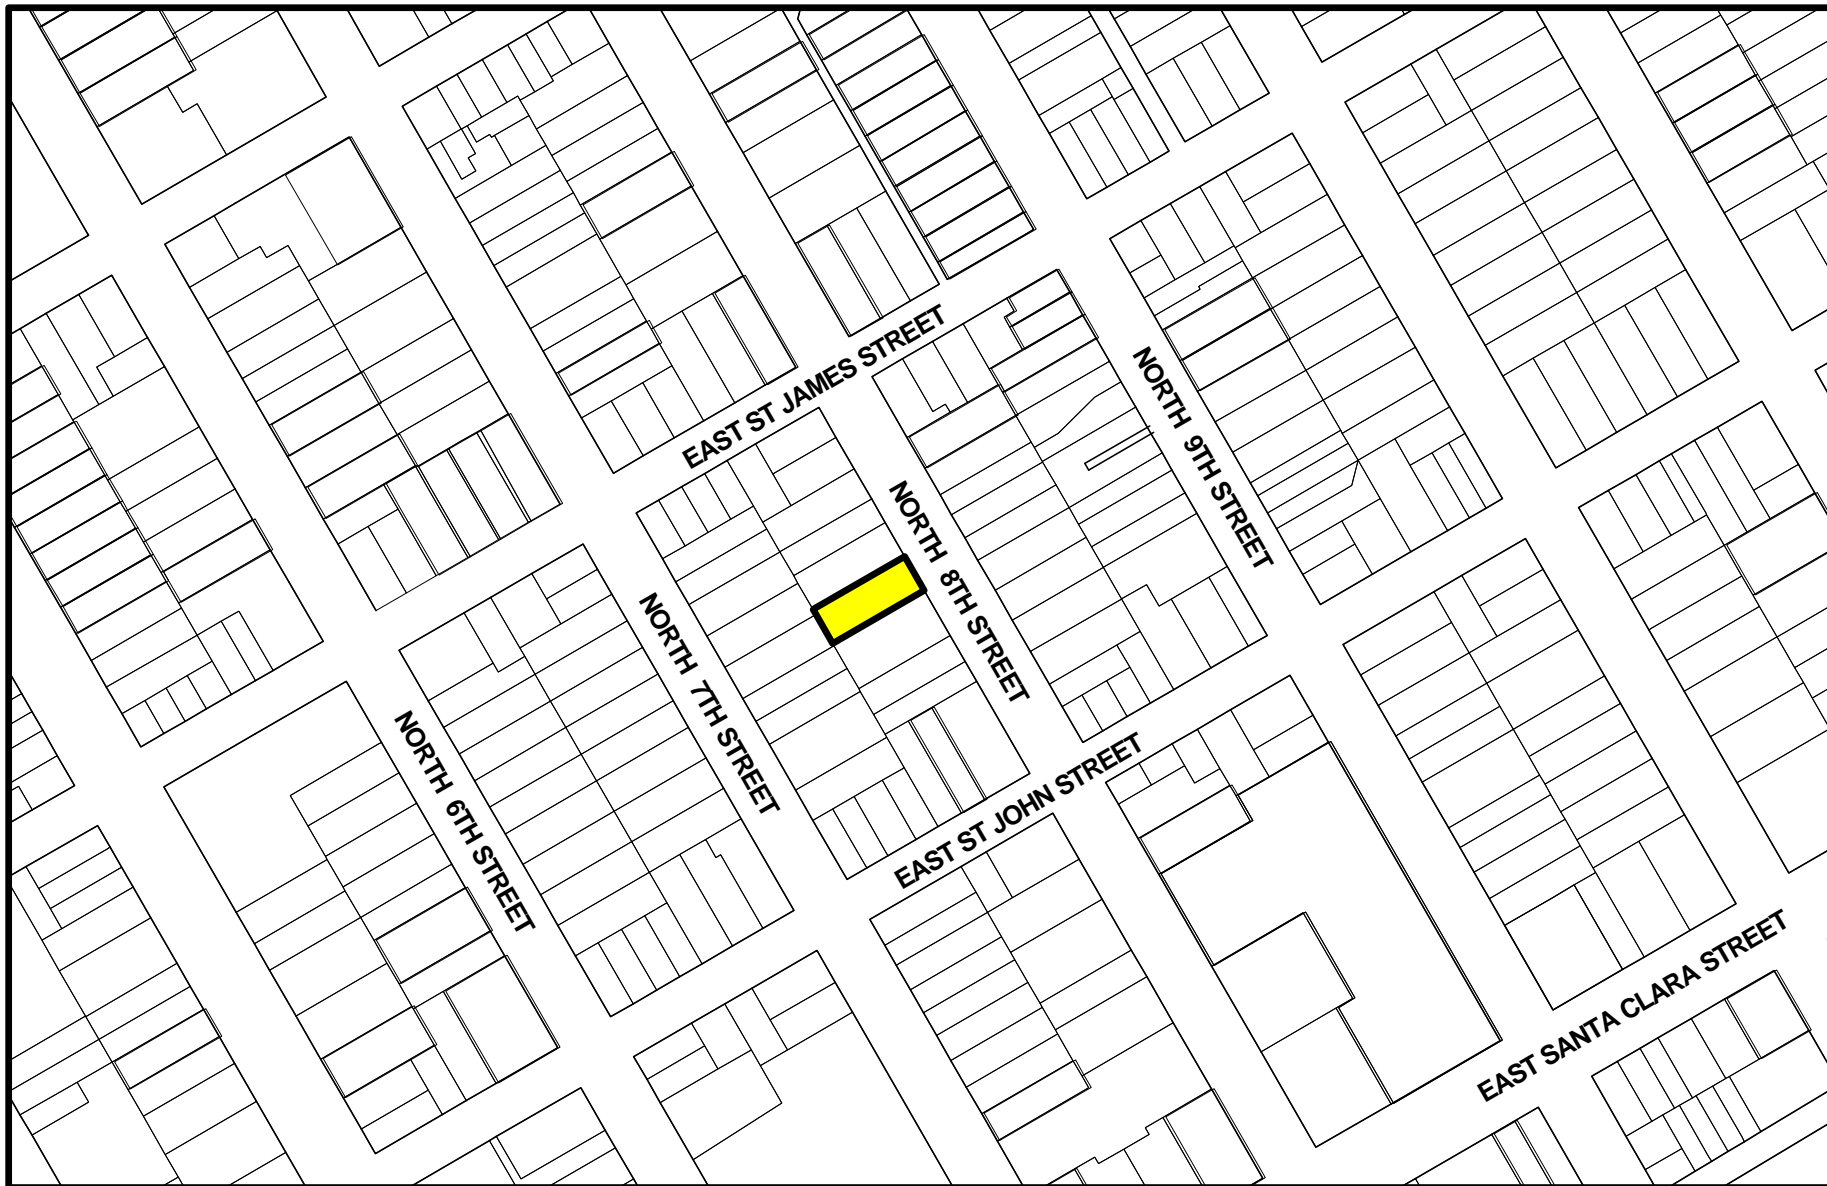 EAST ST JAMES STREET
NORTH 9TH STREET
NORTH 8TH STREET
NORTH 7TH STREET
NORTH 6TH STREET
EAST ST JOHN STREET
EAST SANTA CLARA STREET